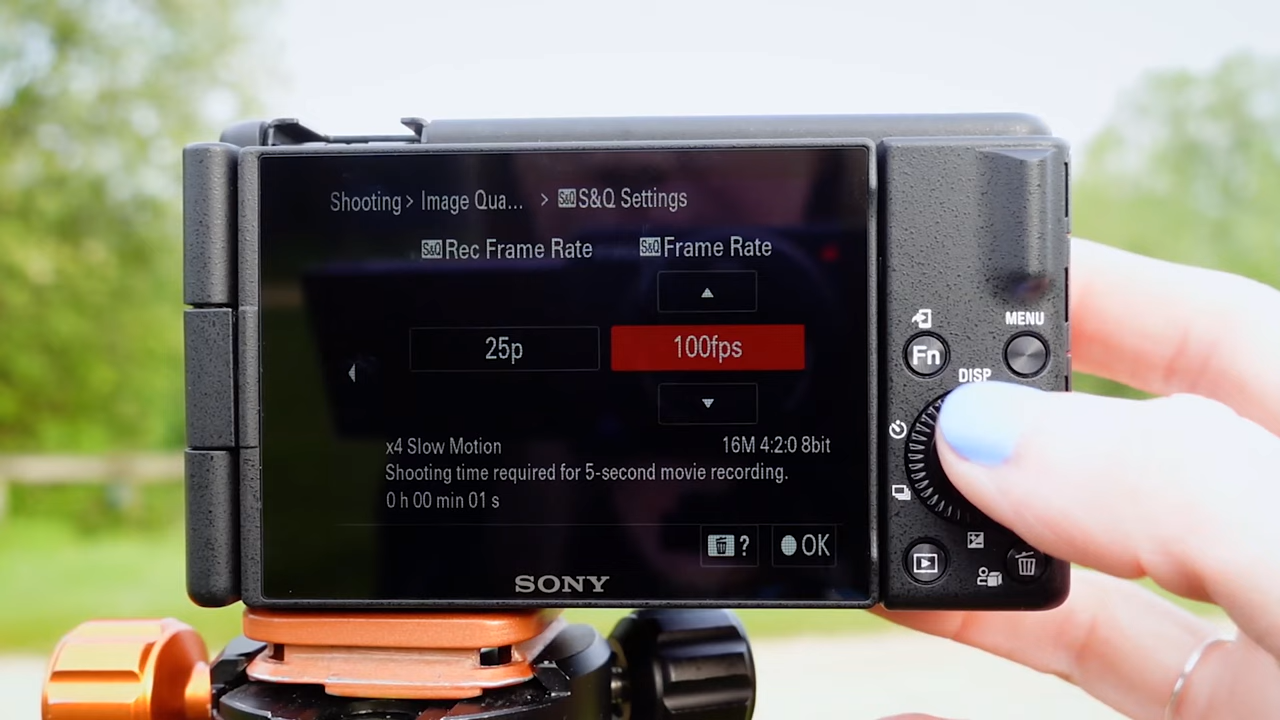 Shooting > Image Qua... > S&Q S&Q Settings
S&Q Rec Frame Rate S&Q Frame Rate
25p 100fps
x4 Slow Motion 16M 4:2:0 8bit
Shooting time required for 5-second movie recording.
0 h 00 min 01 s
? OK
SONY
MENU
Fn
DISP